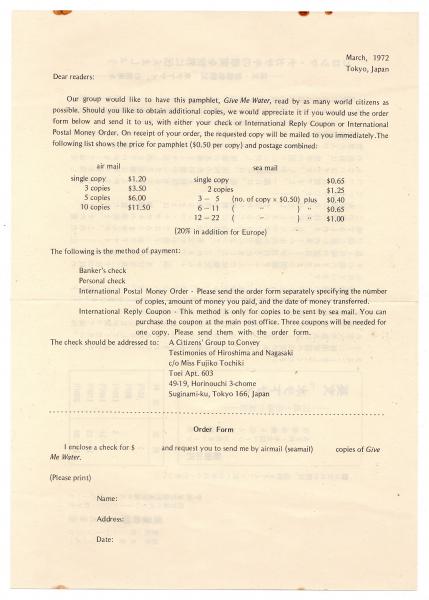 March, 1972
Tokyo, Japan
Dear readers:
Our group would like to have this pamphlet, Give Me Water, read by as many world citizens as
possible. Should you like to obtain additional copies, we would appreciate it if you would use the order
form below and send it to us, with either your check or International Reply Coupon or International
Postal Money Order. On receipt of your order, the requested copy will be mailed to you immediately.The
following list shows the price for pamphlet ($0.50 per copy) and postage combined:
air mail sea mail
single copy $1.20 single copy $0.65
3 copies $3.50 2 copies $1.25
5 copies $6.00 3 – 5 (no. of copy × $0.50) plus $0.40
10 copies $11.50 6 – 11 ( " ) " $0.65
12 – 22 ( " ) " $1.00
(20% in addition for Europe)
The following is the method of payment:
Banker's check
Personal check
International Postal Money Order - Please send the order form separately specifying the number
of copies, amount of money you paid, and the date of money transferred.
International Reply Coupon - This method is only for copies to be sent by sea mail. You can
purchase the coupon at the main post office. Three coupons will be needed for
one copy. Please send them with the order form.
The check should be addressed to: A Citizens' Group to Convey
Testimonies of Hiroshima and Nagasaki
c/o Miss Fujiko Tochiki
Toei Apt. 603
49-19, Horinouchi 3-chome
Suginami-ku, Tokyo 166, Japan
Order Form
I enclose a check for $ and request you to send me by airmail (seamail) copies of Give
Me Water.
(Please print)
Name:
Address:
Date: